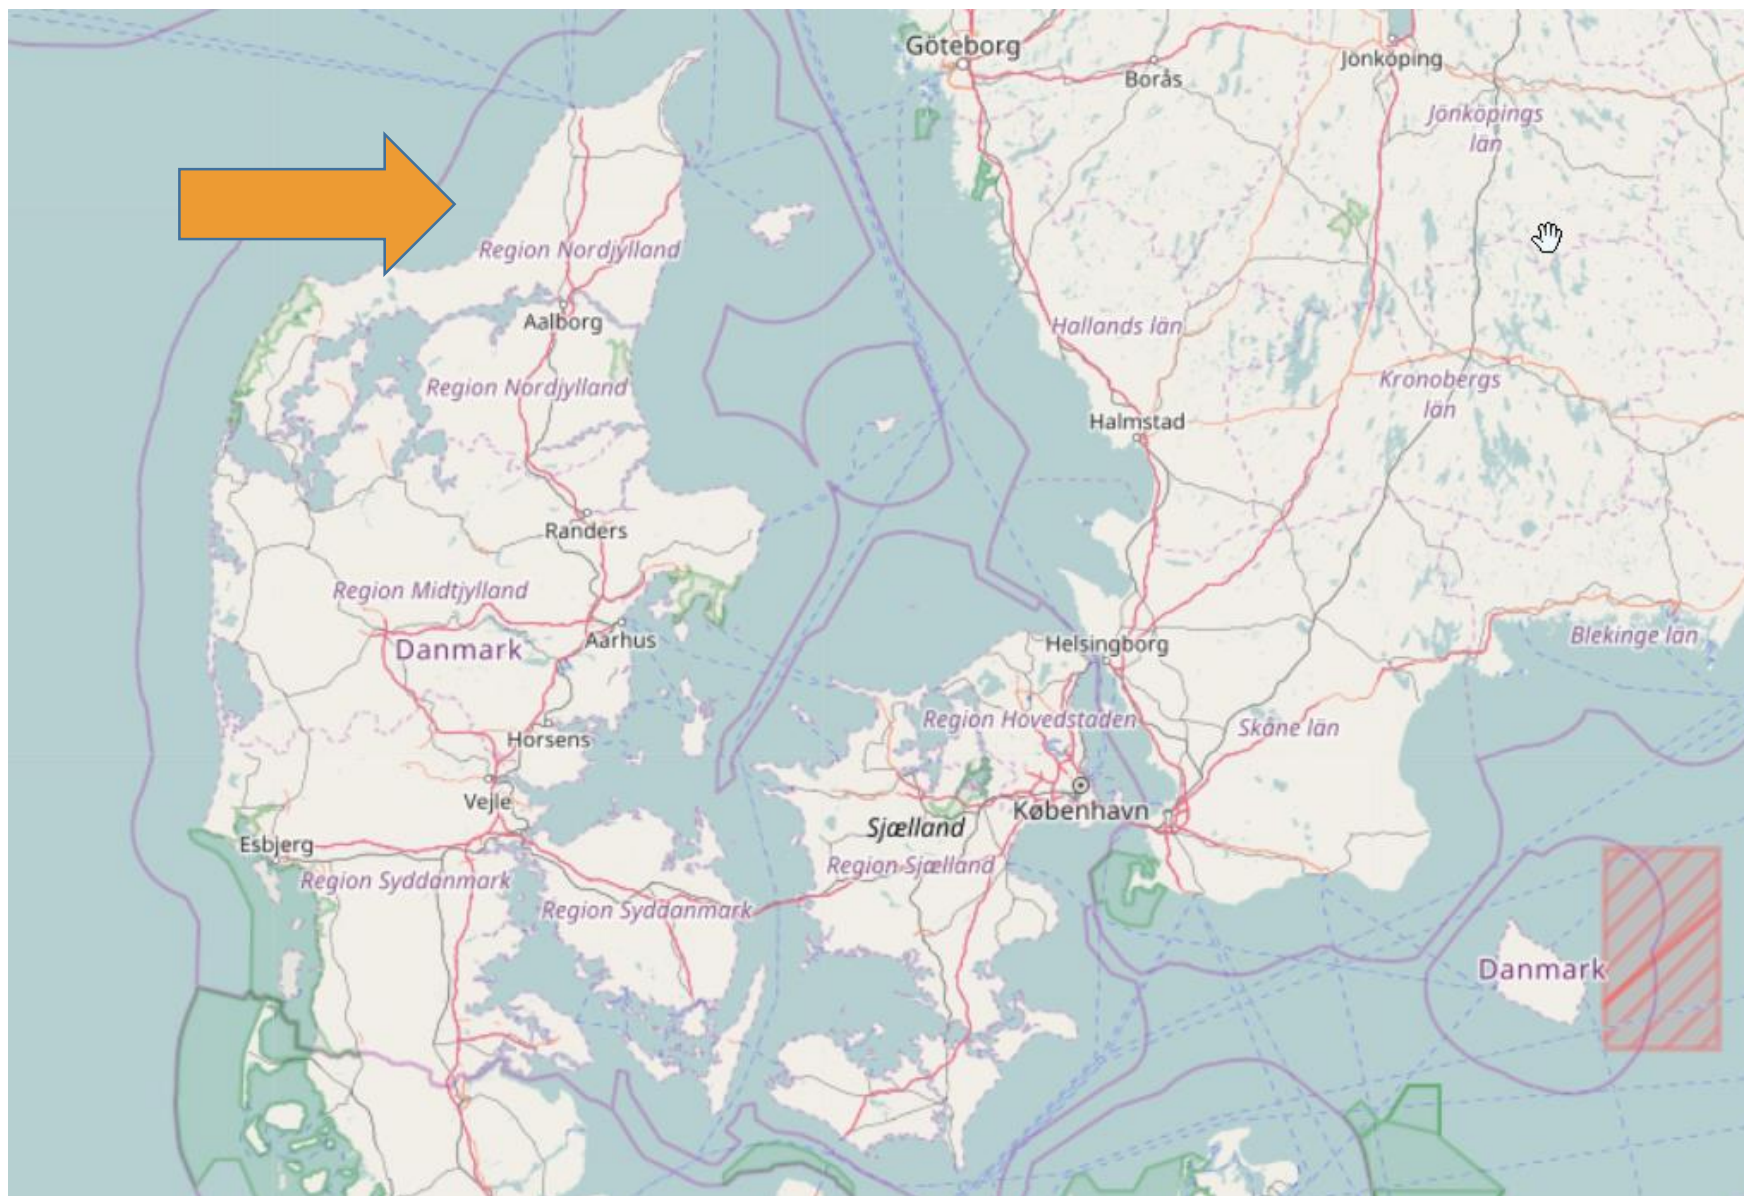 Göteborg
Borås
Jönköping
Jönköpings
län
Region Nordjylland
Aalborg
Hallands län
Region Nordjylland
Kronobergs
län
Halmstad
Randers
Region Midtjylland
Danmark
Aarhus
Helsingborg
Blekinge län
Region Hovedstaden
Skåne län
Horsens
Vejle
København
Sjælland
Esbjerg
Region Sjælland
Region Syddanmark
Region Syddanmark
Danmark